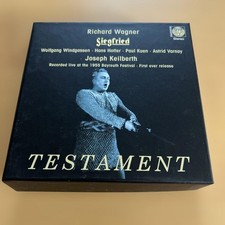 Richard Wagner
Siegfried
Wolfgang Windgassen · Hans Hotter · Paul Kuen · Astrid Varnay
Joseph Keilberth
Recorded live at the 1955 Bayreuth Festival · First ever release
TESTAMENT